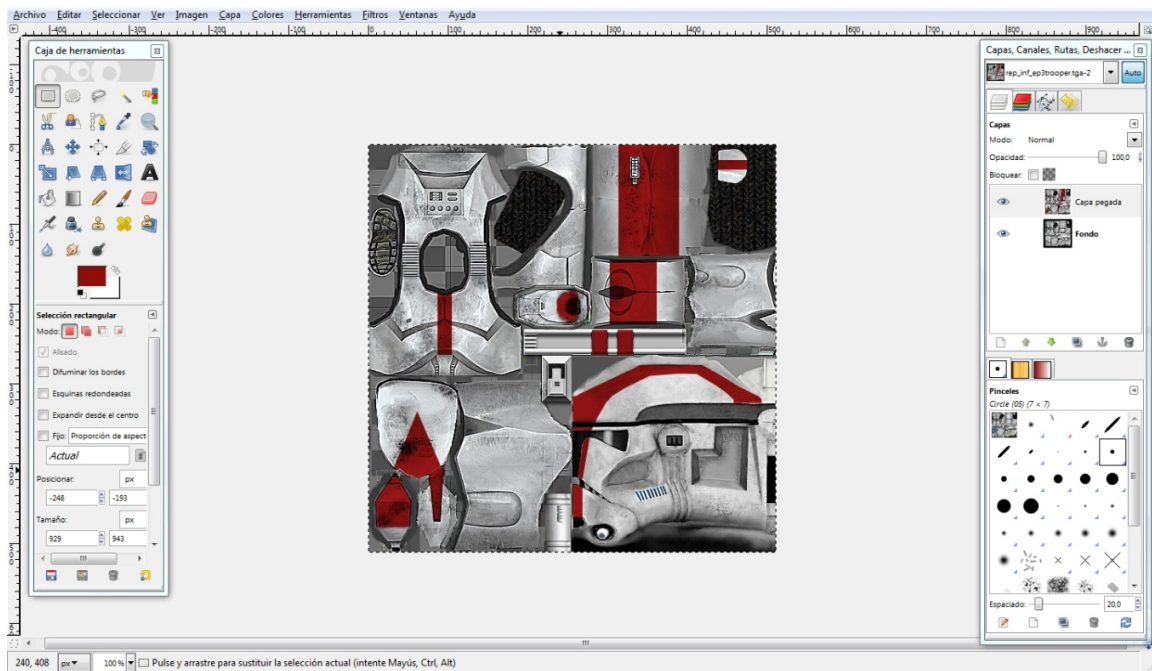 Archivo Editar Seleccionar Ver Imagen Capa Colores Herramientas Filtros Ventanas Ayuda
Caja de herramientas
Selección rectangular
Modo:
Alisado
Difuminar los bordes
Esquinas redondeadas
Expandir desde el centro
Fijo: Proporción de aspect
Actual
Posicionar: px
-248 -193
Tamaño: px
929 943
Capas, Canales, Rutas, Deshacer ...
rep_inf_ep3trooper.tga-2 Auto
Capas
Modo: Normal
Opacidad: 100,0
Bloquear:
Capa pegada
Fondo
Pinceles
Circle (05) (7 × 7)
Espaciado: 20,0
240, 408 px 100 % Pulse y arrastre para sustituir la selección actual (intente Mayús, Ctrl, Alt)